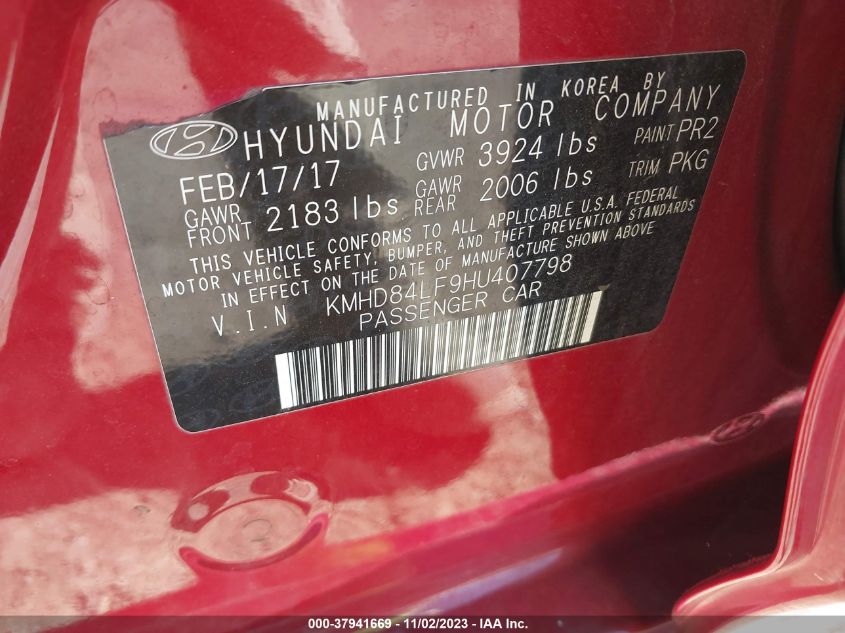 MANUFACTURED IN KOREA BY
HYUNDAI MOTOR COMPANY
FEB/17/17 GVWR 3924 lbs PAINT PR2
GAWR FRONT 2183 lbs GAWR REAR 2006 lbs TRIM PKG
THIS VEHICLE CONFORMS TO ALL APPLICABLE U.S.A. FEDERAL
MOTOR VEHICLE SAFETY, BUMPER, AND THEFT PREVENTION STANDARDS
IN EFFECT ON THE DATE OF MANUFACTURE SHOWN ABOVE
V.I.N KMHD84LF9HU407798
PASSENGER CAR
000-37941669 - 11/02/2023 - IAA Inc.